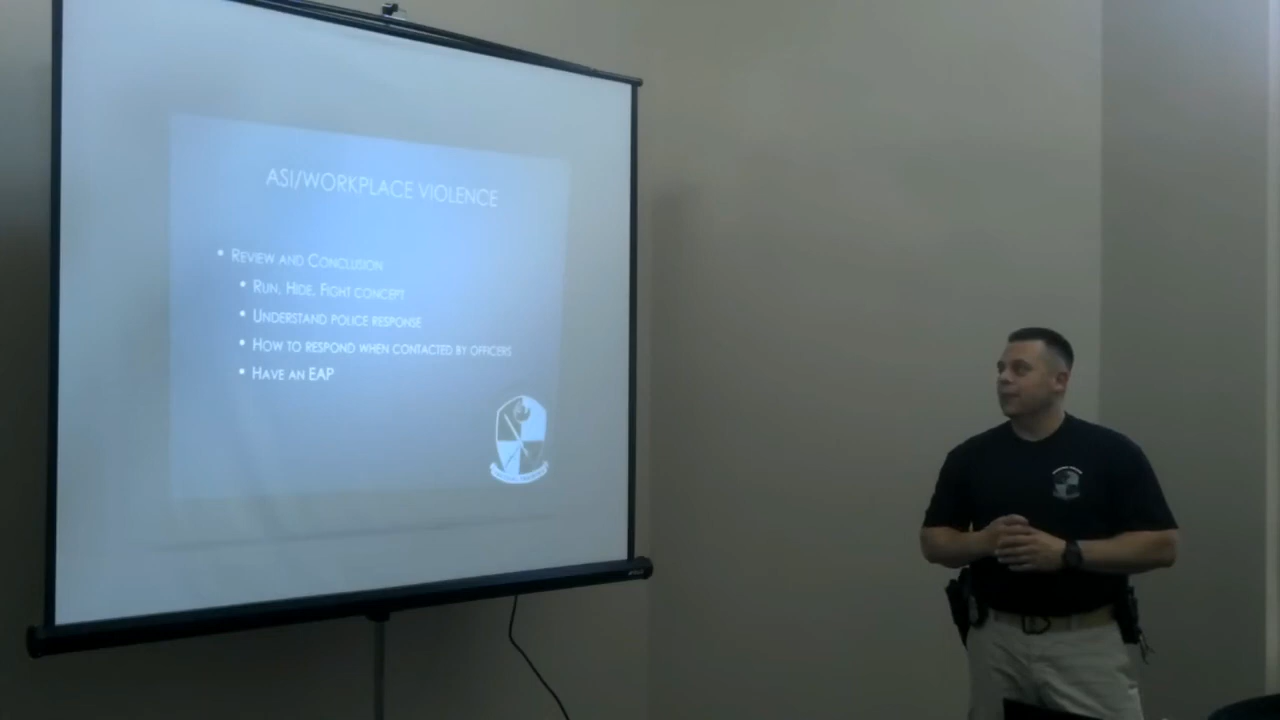 ASI/WORKPLACE VIOLENCE
• REVIEW AND CONCLUSION
• RUN, HIDE, FIGHT CONCEPT
• UNDERSTAND POLICE RESPONSE
• HOW TO RESPOND WHEN CONTACTED BY OFFICERS
• HAVE AN EAP